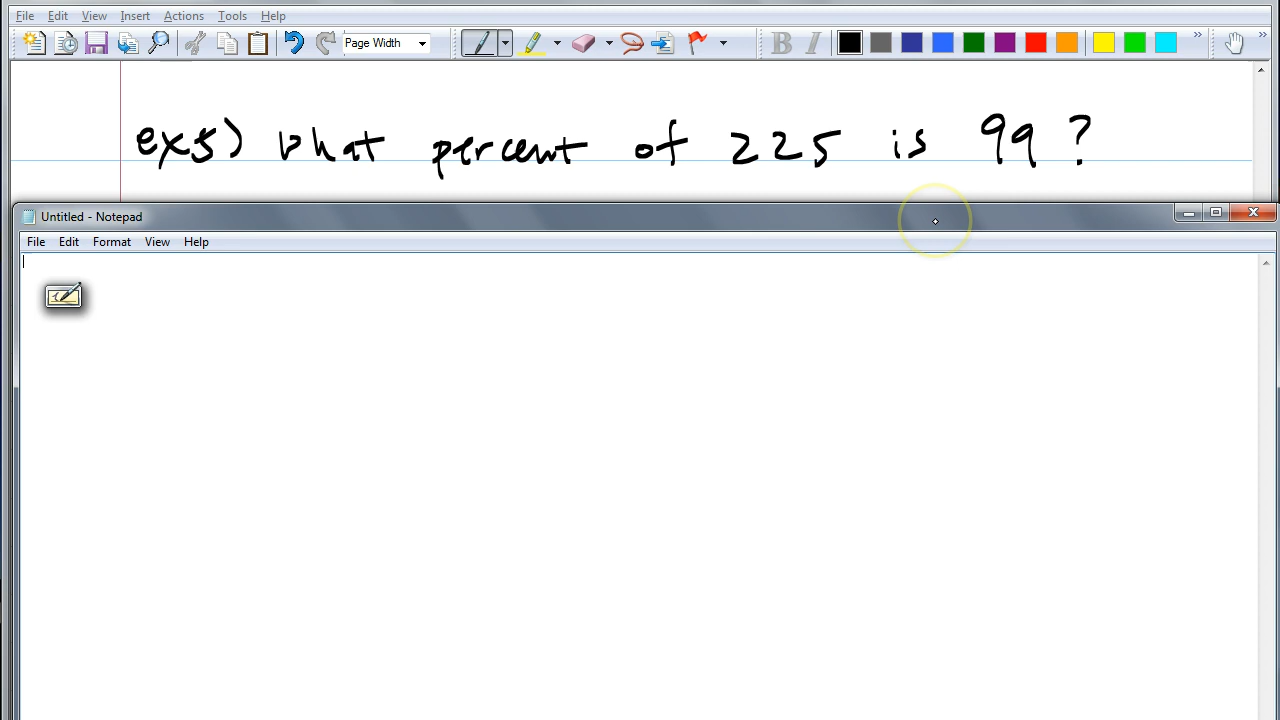 File Edit View Insert Actions Tools Help
Page Width B I
ex5) what percent of 225 is 99 ?
Untitled - Notepad
File Edit Format View Help